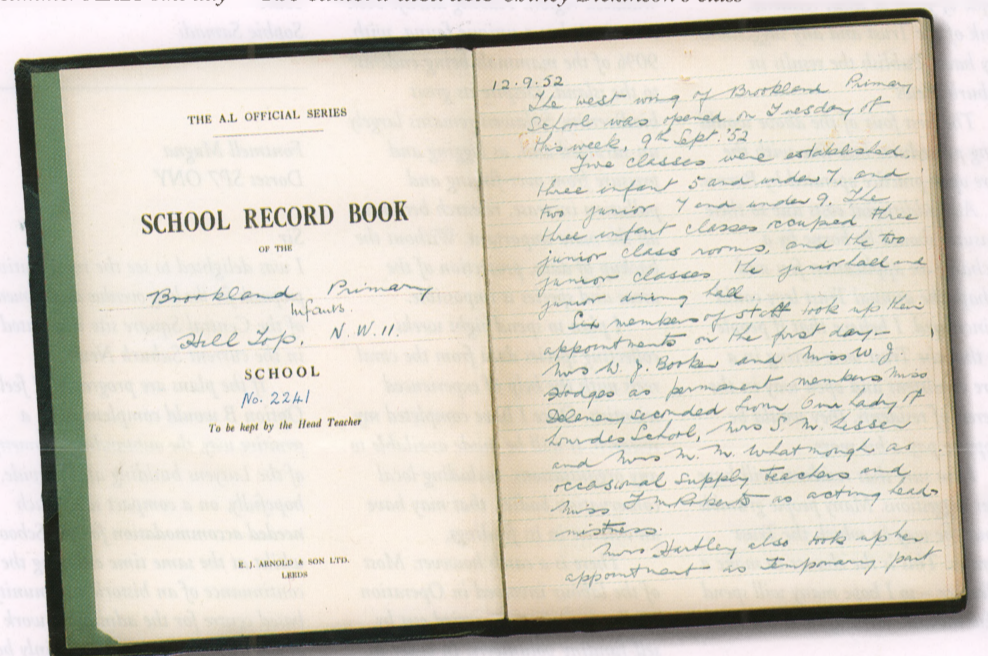 THE A.L OFFICIAL SERIES
SCHOOL RECORD BOOK
OF THE
Brookland Primary
Infants.
Hill Top. N.W.11.
SCHOOL
No. 2241
To be kept by the Head Teacher
E. J. ARNOLD & SON LTD.
LEEDS
12.9.52
The west wing of Brookland Primary
School was opened on Tuesday of
this week, 9th Sept. '52
Five classes were established,
three infant 5 and under 7, and
two junior 7 and under 9. The
three infant classes occupied three
junior class rooms, and the two
junior classes the junior hall and
junior dining hall.
Six members of staff took up their
appointments on the first day.
Mrs W. J. Booker and Miss W. J.
Hodges as permanent members Miss
Delaney seconded from Our Lady of
Lourdes School, Mrs S. M. Lesser
and Mrs M. M. Whatmough as
occasional supply teachers and
Miss Roberts as acting head-
mistress.
Mrs Hartley also took up her
appointment as temporary part